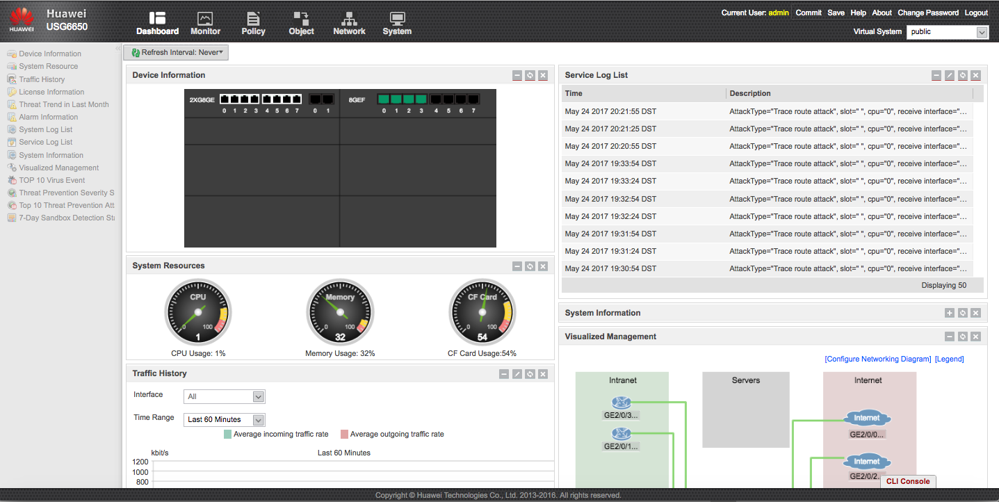 Huawei
USG6650
HUAWEI
Dashboard
Monitor
Policy
Object
Network
System
Current User: admin Commit Save Help About Change Password Logout
Virtual System public
Device Information
System Resource
Traffic History
License Information
Threat Trend in Last Month
Alarm Information
System Log List
Service Log List
System Information
Visualized Management
TOP 10 Virus Event
Threat Prevention Severity S
Top 10 Threat Prevention Att
7-Day Sandbox Detection Sta
Refresh Interval: Never
Device Information
2XG8GE
0 1 2 3 4 5 6 7 0 1
8GEF
0 1 2 3 4 5 6 7
System Resources
CPU
0 100
1
CPU Usage: 1%
Memory
0 100
32
Memory Usage: 32%
CF Card
0 100
54
CF Card Usage:54%
Traffic History
Interface All
Time Range Last 60 Minutes
Average incoming traffic rate Average outgoing traffic rate
kbit/s Last 60 Minutes
1200
1000
800
Service Log List
Time Description
May 24 2017 20:21:55 DST AttackType="Trace route attack", slot=" ", cpu="0", receive interface="...
May 24 2017 20:21:25 DST AttackType="Trace route attack", slot=" ", cpu="0", receive interface="...
May 24 2017 20:20:55 DST AttackType="Trace route attack", slot=" ", cpu="0", receive interface="...
May 24 2017 19:33:54 DST AttackType="Trace route attack", slot=" ", cpu="0", receive interface="...
May 24 2017 19:33:24 DST AttackType="Trace route attack", slot=" ", cpu="0", receive interface="...
May 24 2017 19:32:54 DST AttackType="Trace route attack", slot=" ", cpu="0", receive interface="...
May 24 2017 19:32:24 DST AttackType="Trace route attack", slot=" ", cpu="0", receive interface="...
May 24 2017 19:31:54 DST AttackType="Trace route attack", slot=" ", cpu="0", receive interface="...
May 24 2017 19:31:24 DST AttackType="Trace route attack", slot=" ", cpu="0", receive interface="...
May 24 2017 19:30:54 DST AttackType="Trace route attack", slot=" ", cpu="0", receive interface="...
Displaying 50
System Information
Visualized Management
[Configure Networking Diagram] [Legend]
Intranet
GE2/0/3...
GE2/0/1...
Servers
Internet
Internet
GE2/0/0...
Internet
GE2/0/2.
CLI Console
Copyright © Huawei Technologies Co., Ltd. 2013-2016. All rights reserved.